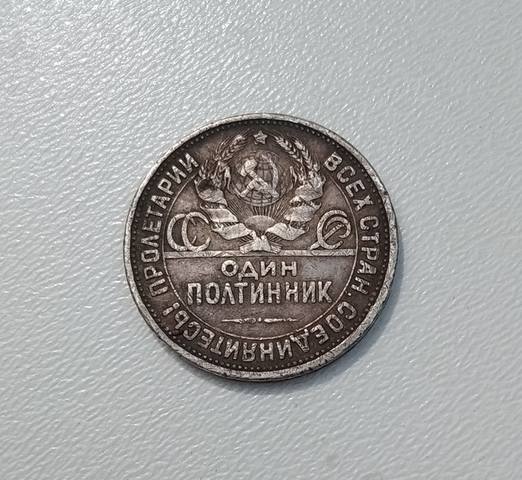 ПРОЛЕТАРИИ ВСЕХ СТРАН, СОЕДИНЯЙТЕСЬ!
СС СР
ОДИН
ПОЛТИННИК